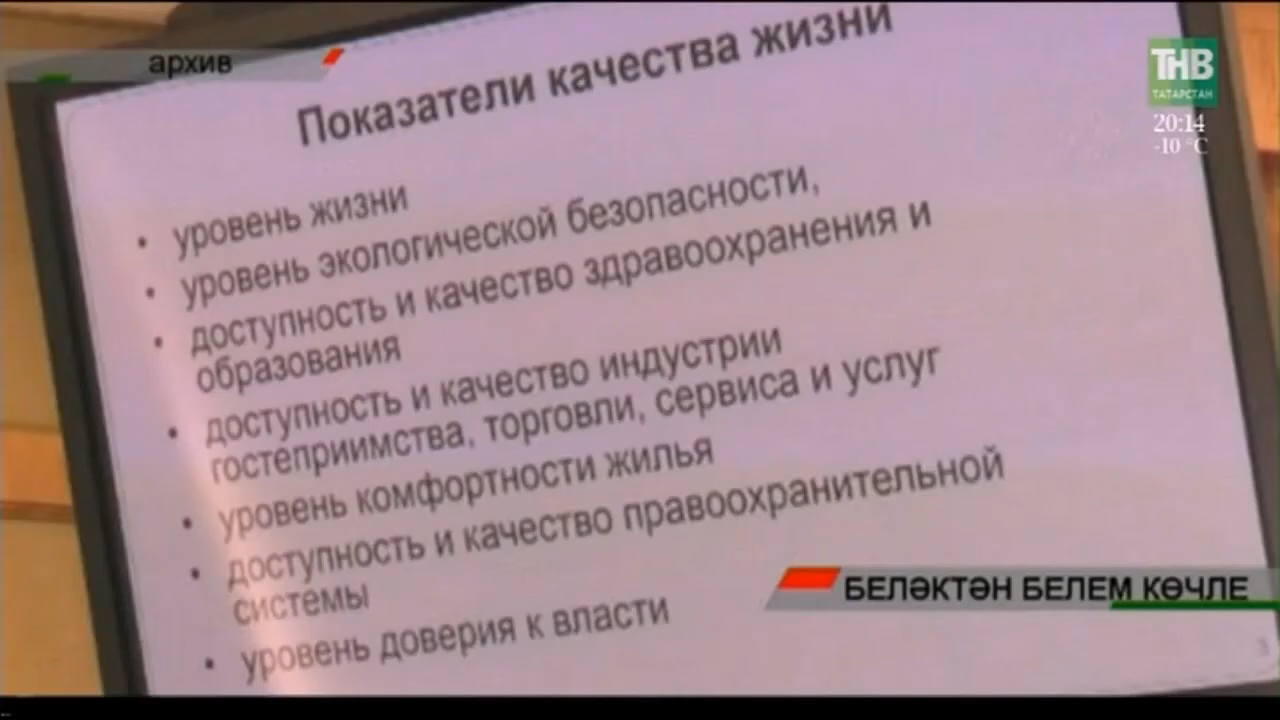 архив
ТНВ
ТАТАРСТАН
20:14
-10 °C
Показатели качества жизни
• уровень жизни
• уровень экологической безопасности,
• доступность и качество здравоохранения и
образования
• доступность и качество индустрии
гостеприимства, торговли, сервиса и услуг
• уровень комфортности жилья
• доступность и качество правоохранительной
системы
• уровень доверия к власти
3
БЕЛӘКТӘН БЕЛЕМ КӨЧЛЕ